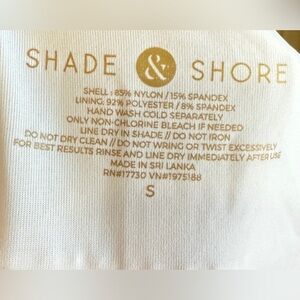 SHADE & SHORE
SHELL : 85% NYLON / 15% SPANDEX
LINING: 92% POLYESTER / 8% SPANDEX
HAND WASH COLD SEPARATELY
ONLY NON-CHLORINE BLEACH IF NEEDED
LINE DRY IN SHADE // DO NOT IRON
DO NOT DRY CLEAN // DO NOT WRING OR TWIST EXCESSIVELY
FOR BEST RESULTS RINSE AND LINE DRY IMMEDIATELY AFTER USE
MADE IN SRI LANKA
RN#17730 VN#1975188
S